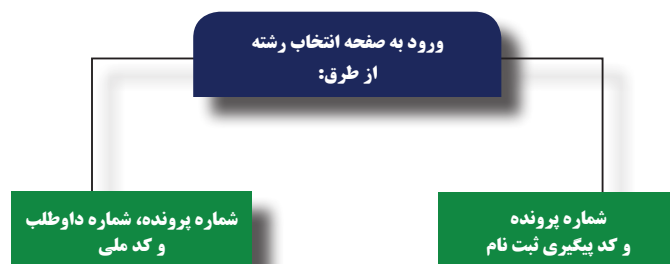 ورود به صفحه انتخاب رشته
از طرق:
شماره پرونده
و کد پیگیری ثبت نام
شماره پرونده، شماره داوطلب
و کد ملی